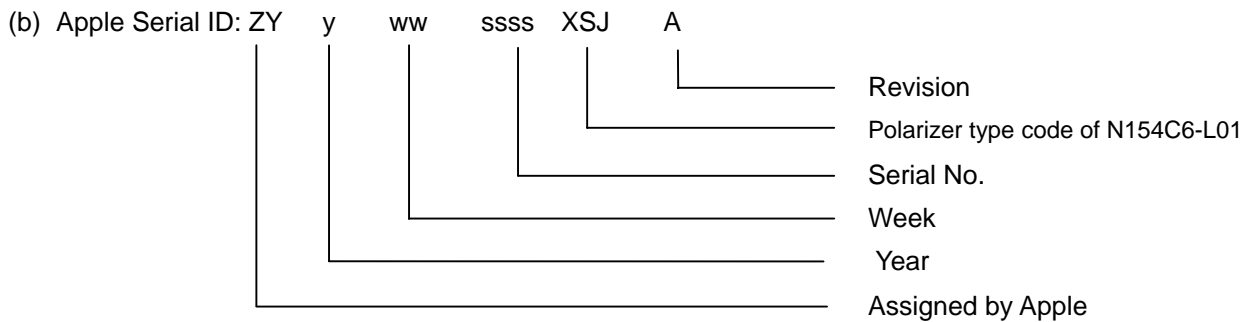 (b) Apple Serial ID: ZY y ww ssss XSJ A
Revision
Polarizer type code of N154C6-L01
Serial No.
Week
Year
Assigned by Apple